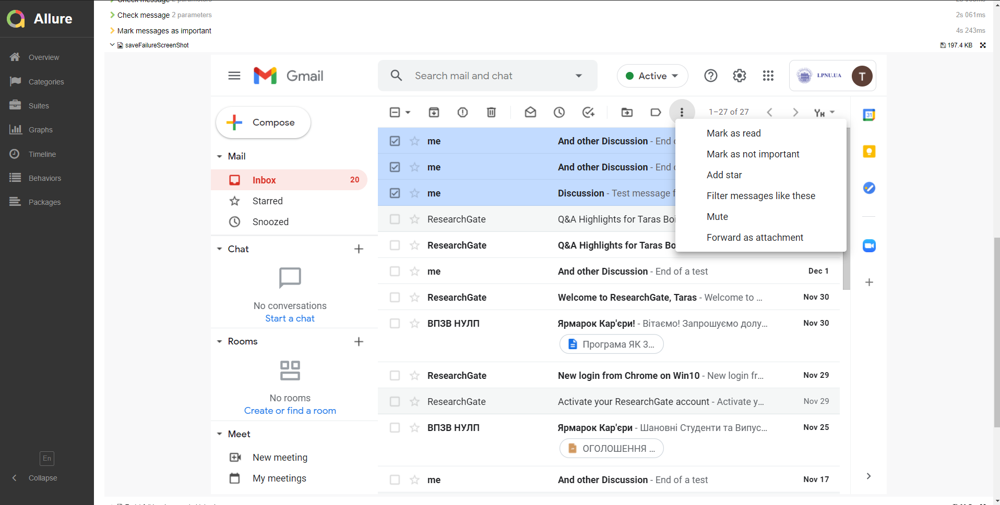 Allure
Overview
Categories
Suites
Graphs
Timeline
Behaviors
Packages
En
Collapse
Check message 2 parameters
Check message 2 parameters 2s 061ms
Mark messages as important 4s 243ms
saveFailureScreenShot 197.4 KB
Gmail
Search mail and chat
Active
LPNU.UA
T
Compose
Mail
Inbox 20
Starred
Snoozed
Chat
No conversations
Start a chat
Rooms
No rooms
Create or find a room
Meet
New meeting
My meetings
1–27 of 27
Ук
31
Mark as read
Mark as not important
Add star
Filter messages like these
Mute
Forward as attachment
me And other Discussion - End
me And other Discussion - End
me Discussion - Test message
ResearchGate Q&A Highlights for Taras Boi
ResearchGate Q&A Highlights for Taras Bo
me And other Discussion - End of a test Dec 1
ResearchGate Welcome to ResearchGate, Taras - Welcome to ... Nov 30
ВПЗВ НУЛП Ярмарок Кар'єри! - Вітаємо! Запрошуємо долу... Nov 30
Програма ЯК З...
ResearchGate New login from Chrome on Win10 - New login fr... Nov 29
ResearchGate Activate your ResearchGate account - Activate y... Nov 29
ВПЗВ НУЛП Ярмарок Кар'єри - Шановні Студенти та Випус... Nov 25
ОГОЛОШЕННЯ ...
me And other Discussion - End of a test Nov 17